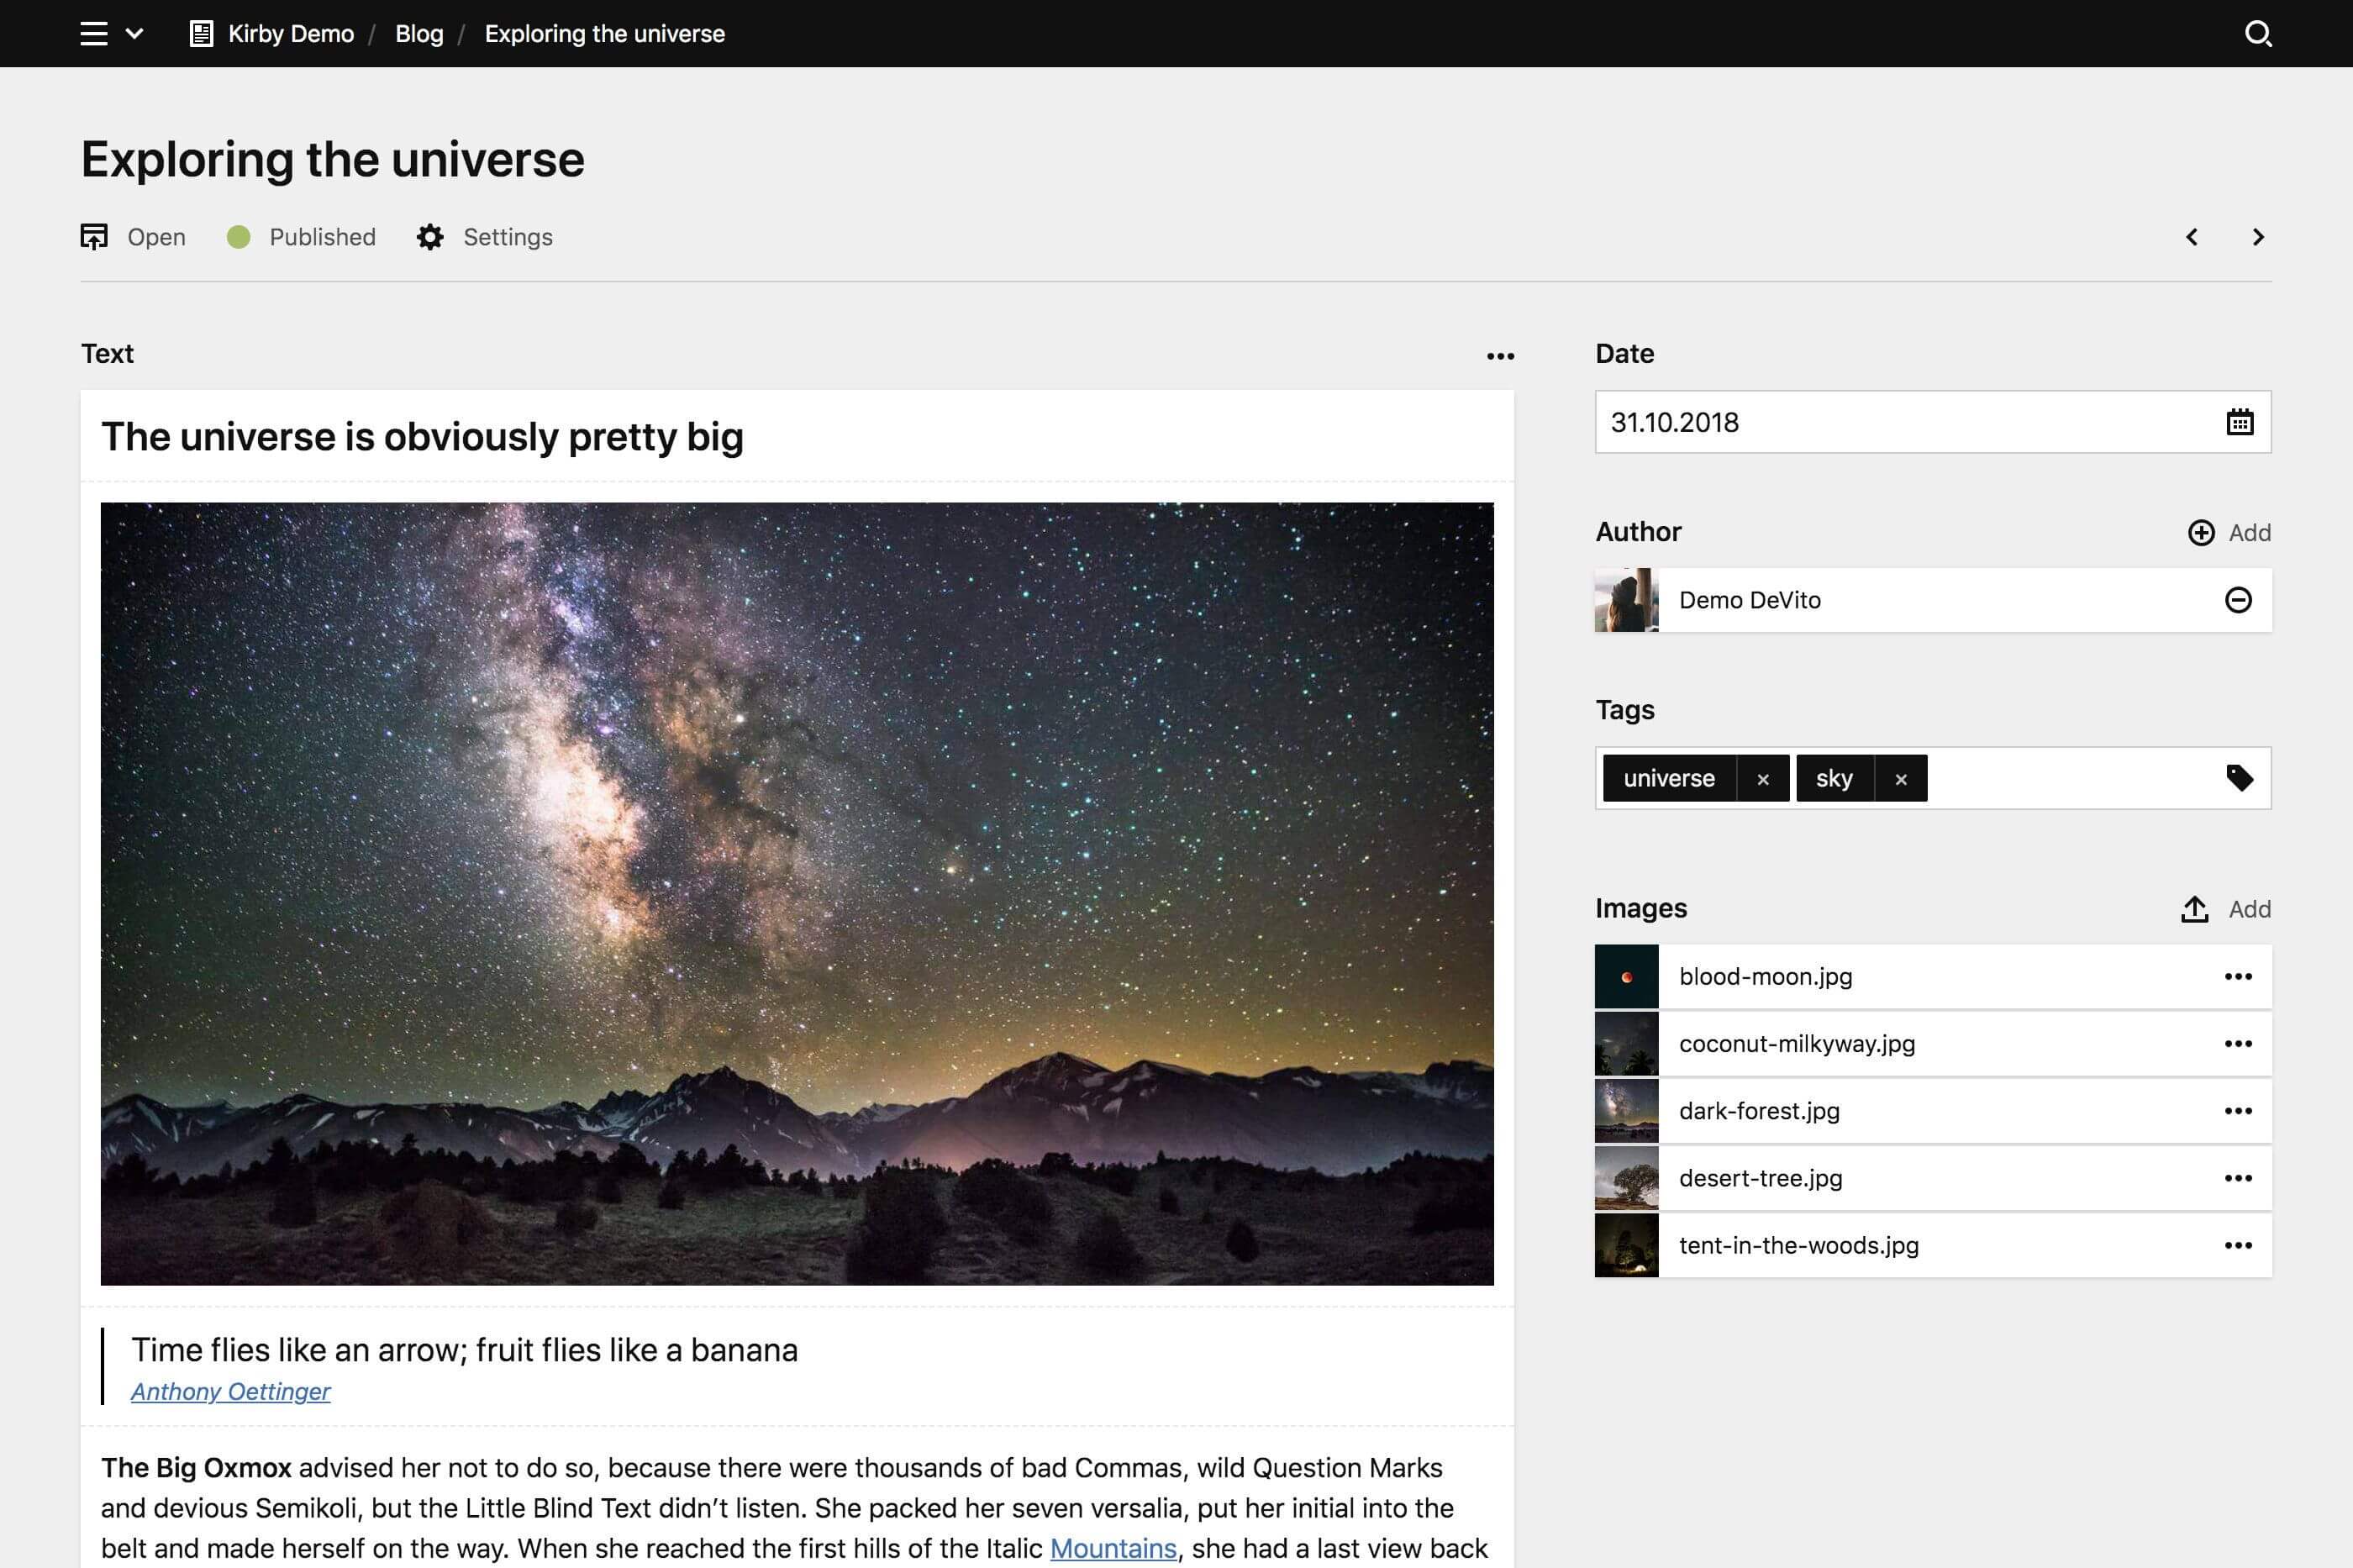 Kirby Demo / Blog / Exploring the universe
Exploring the universe
Open Published Settings
Text
The universe is obviously pretty big
Time flies like an arrow; fruit flies like a banana
Anthony Oettinger
The Big Oxmox advised her not to do so, because there were thousands of bad Commas, wild Question Marks
and devious Semikoli, but the Little Blind Text didn’t listen. She packed her seven versalia, put her initial into the
belt and made herself on the way. When she reached the first hills of the Italic Mountains, she had a last view back
Date
31.10.2018
Author
Add
Demo DeVito
Tags
universe × sky ×
Images
Add
blood-moon.jpg
coconut-milkyway.jpg
dark-forest.jpg
desert-tree.jpg
tent-in-the-woods.jpg